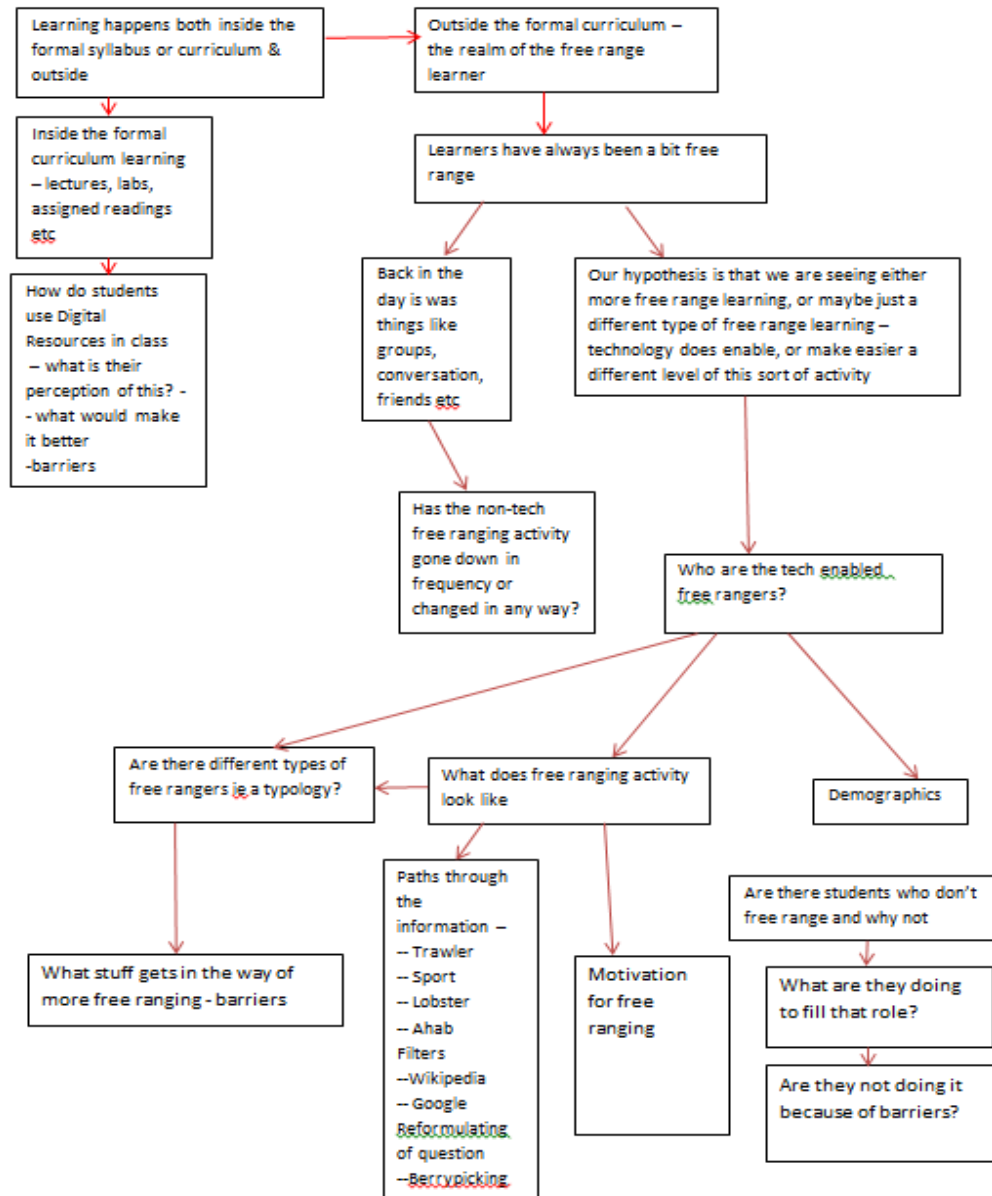 Learning happens both inside the
formal syllabus or curriculum &
outside
Outside the formal curriculum –
the realm of the free range
learner
Inside the formal
curriculum learning
– lectures, labs,
assigned readings
etc
Learners have always been a bit free
range
How do students
use Digital
Resources in class
– what is their
perception of this? -
- what would make
it better
-barriers
Back in the
day is was
things like
groups,
conversation,
friends etc
Our hypothesis is that we are seeing either
more free range learning, or maybe just a
different type of free range learning –
technology does enable, or make easier a
different level of this sort of activity
Has the non-tech
free ranging activity
gone down in
frequency or
changed in any way?
Who are the tech enabled
free rangers?
Are there different types of
free rangers ie a typology?
What does free ranging activity
look like
Demographics
What stuff gets in the way of
more free ranging - barriers
Paths through
the
information –
-- Trawler
-- Sport
-- Lobster
-- Ahab
Filters
--Wikipedia
-- Google
Reformulating
of question
--Berrypicking
Motivation
for free
ranging
Are there students who don't
free range and why not
What are they doing
to fill that role?
Are they not doing it
because of barriers?